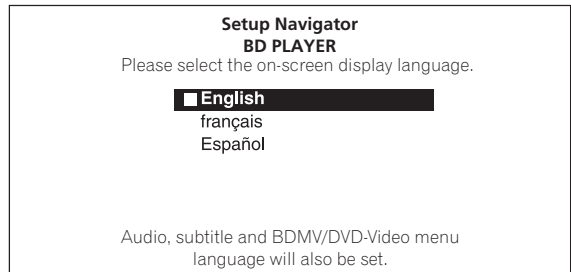 Setup Navigator
BD PLAYER
Please select the on-screen display language.
English
français
Español
Audio, subtitle and BDMV/DVD-Video menu
language will also be set.